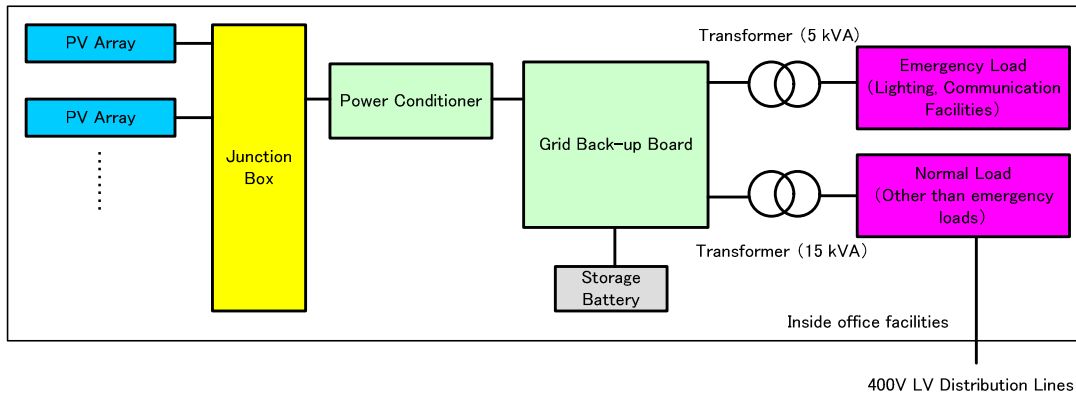 PV Array
PV Array
Junction
Box
Power Conditioner
Grid Back-up Board
Storage
Battery
Transformer (5 kVA)
Emergency Load
(Lighting, Communication
Facilities)
Normal Load
(Other than emergency
loads)
Transformer (15 kVA)
Inside office facilities
400V LV Distribution Lines